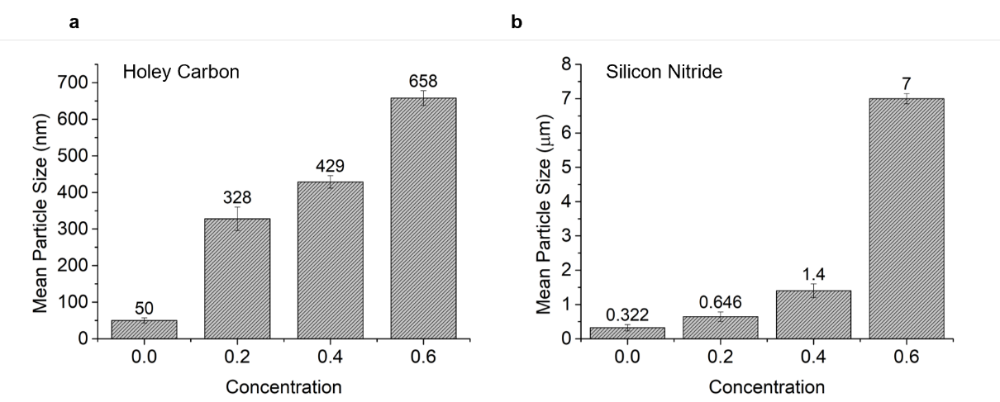 a
b
Holey Carbon
Mean Particle Size (nm)
700
600
500
400
300
200
100
0
50
328
429
658
0.0 0.2 0.4 0.6
Concentration
Silicon Nitride
Mean Particle Size (μm)
8
7
6
5
4
3
2
1
0
0.322
0.646
1.4
7
0.0 0.2 0.4 0.6
Concentration